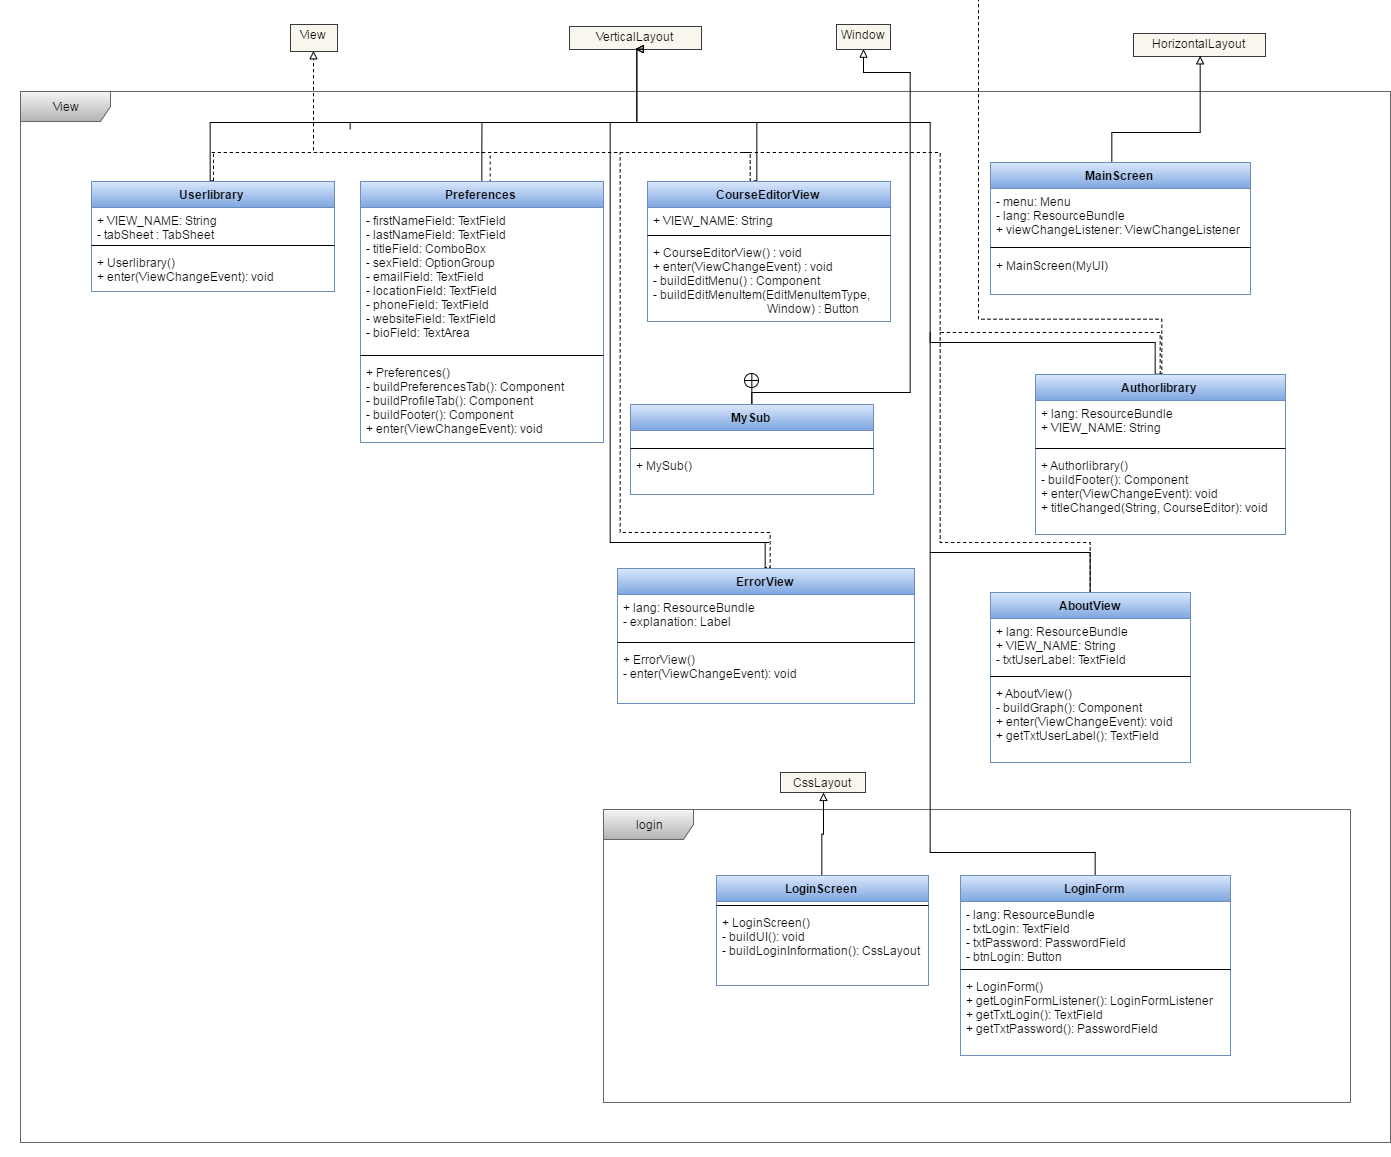 View
VerticalLayout
Window
HorizontalLayout
View
Userlibrary
+ VIEW_NAME: String
- tabSheet : TabSheet
+ Userlibrary()
+ enter(ViewChangeEvent): void
Preferences
- firstNameField: TextField
- lastNameField: TextField
- titleField: ComboBox
- sexField: OptionGroup
- emailField: TextField
- locationField: TextField
- phoneField: TextField
- websiteField: TextField
- bioField: TextArea
+ Preferences()
- buildPreferencesTab(): Component
- buildProfileTab(): Component
- buildFooter(): Component
+ enter(ViewChangeEvent): void
CourseEditorView
+ VIEW_NAME: String
+ CourseEditorView() : void
+ enter(ViewChangeEvent) : void
- buildEditMenu() : Component
- buildEditMenuItem(EditMenuItemType,
Window) : Button
MainScreen
- menu: Menu
- lang: ResourceBundle
+ viewChangeListener: ViewChangeListener
+ MainScreen(MyUI)
MySub
+ MySub()
Authorlibrary
+ lang: ResourceBundle
+ VIEW_NAME: String
+ Authorlibrary()
- buildFooter(): Component
+ enter(ViewChangeEvent): void
+ titleChanged(String, CourseEditor): void
ErrorView
+ lang: ResourceBundle
- explanation: Label
+ ErrorView()
- enter(ViewChangeEvent): void
AboutView
+ lang: ResourceBundle
+ VIEW_NAME: String
- txtUserLabel: TextField
+ AboutView()
- buildGraph(): Component
+ enter(ViewChangeEvent): void
+ getTxtUserLabel(): TextField
CssLayout
login
LoginScreen
+ LoginScreen()
- buildUI(): void
- buildLoginInformation(): CssLayout
LoginForm
- lang: ResourceBundle
- txtLogin: TextField
- txtPassword: PasswordField
- btnLogin: Button
+ LoginForm()
+ getLoginFormListener(): LoginFormListener
+ getTxtLogin(): TextField
+ getTxtPassword(): PasswordField